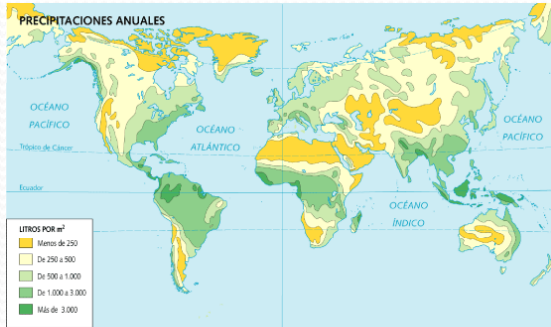 PRECIPITACIONES ANUALES
OCÉANO
PACÍFICO
OCÉANO
ATLÁNTICO
OCÉANO
PACÍFICO
Trópico de Cáncer
Ecuador
OCÉANO
ÍNDICO
LITROS POR m²
Menos de 250
De 250 a 500
De 500 a 1.000
De 1.000 a 3.000
Más de 3.000